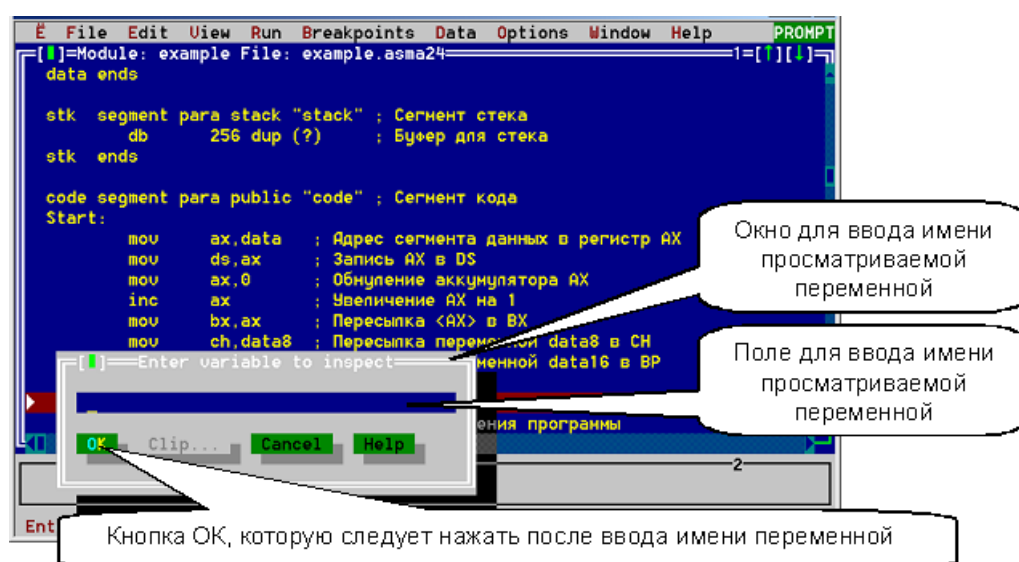 Ë File Edit View Run Breakpoints Data Options Window Help PROMPT
[▮]=Module: example File: example.asma24 1=[↑][↓]
data ends
stk segment para stack "stack" ; Сегмент стека
db 256 dup (?) ; Буфер для стека
stk ends
code segment para public "code" ; Сегмент кода
Start:
mov ax,data ; Адрес сегмента данных в регистр AX
mov ds,ax ; Запись AX в DS
mov ax,0 ; Обнуление аккумулятора AX
inc ax ; Увеличение AX на 1
mov bx,ax ; Пересылка <AX> в BX
mov ch,data8 ; Пересылка переменной data8 в CH
менной data16 в BP
ения программы
[▮] Enter variable to inspect
OK Clip... Cancel Help
2
Ent
Окно для ввода имени
просматриваемой
переменной
Поле для ввода имени
просматриваемой
переменной
Кнопка ОК, которую следует нажать после ввода имени переменной